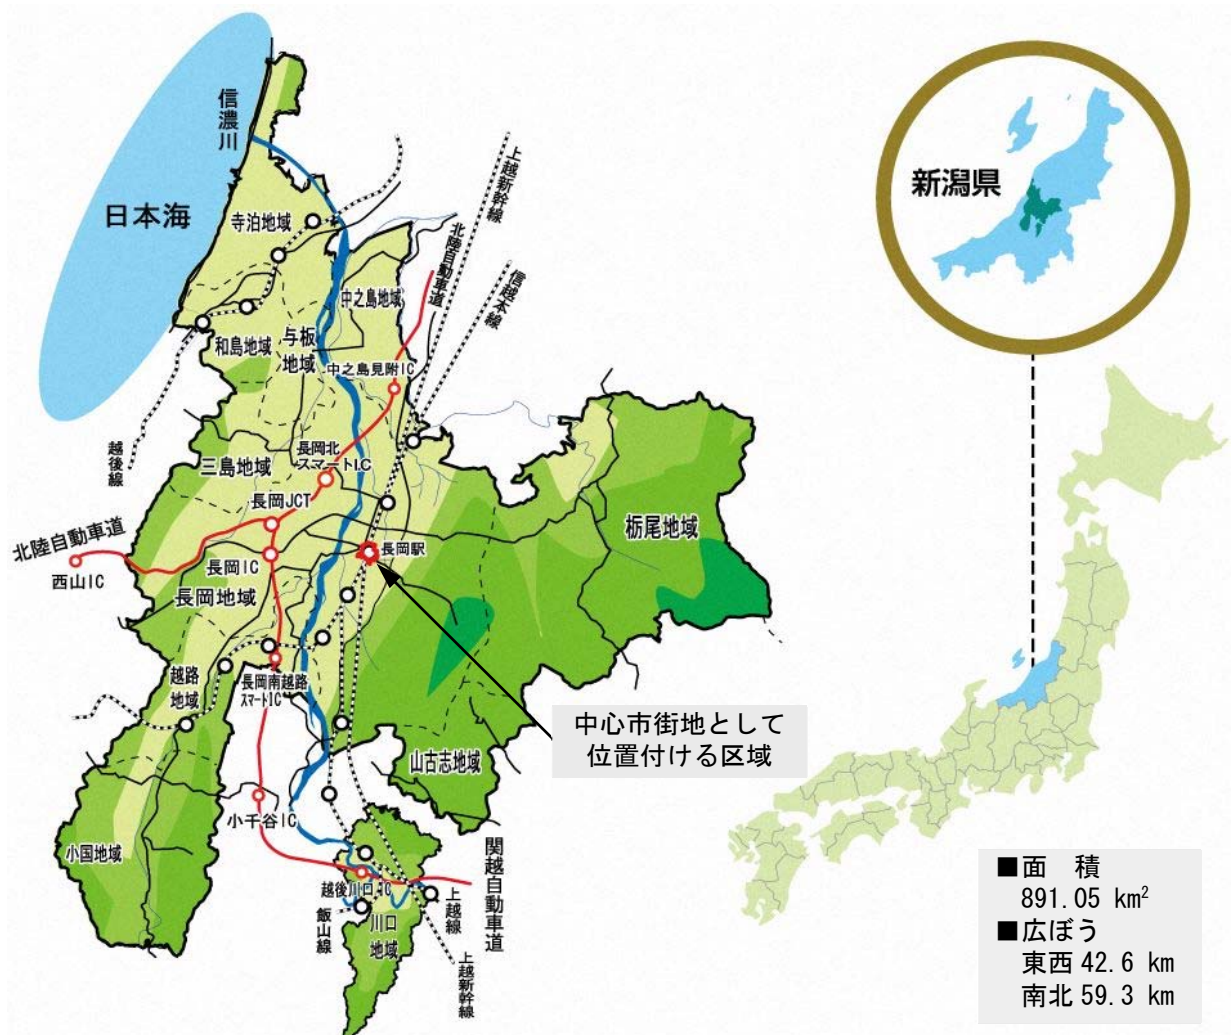 信濃川
日本海
寺泊地域
上越新幹線
北陸自動車道
信越本線
中之島地域
和島地域
与板
地域
中之島見附IC
越後線
三島地域
長岡北
スマートIC
長岡JCT
北陸自動車道
西山IC
長岡IC
長岡駅
栃尾地域
長岡地域
越路
地域
長岡南越路
スマートIC
中心市街地として
位置付ける区域
山古志地域
小千谷IC
小国地域
関越自動車道
越後川口IC
飯山線
川口
地域
上越線
上越新幹線
新潟県
■面 積
891.05 km²
■広ぼう
東西 42.6 km
南北 59.3 km